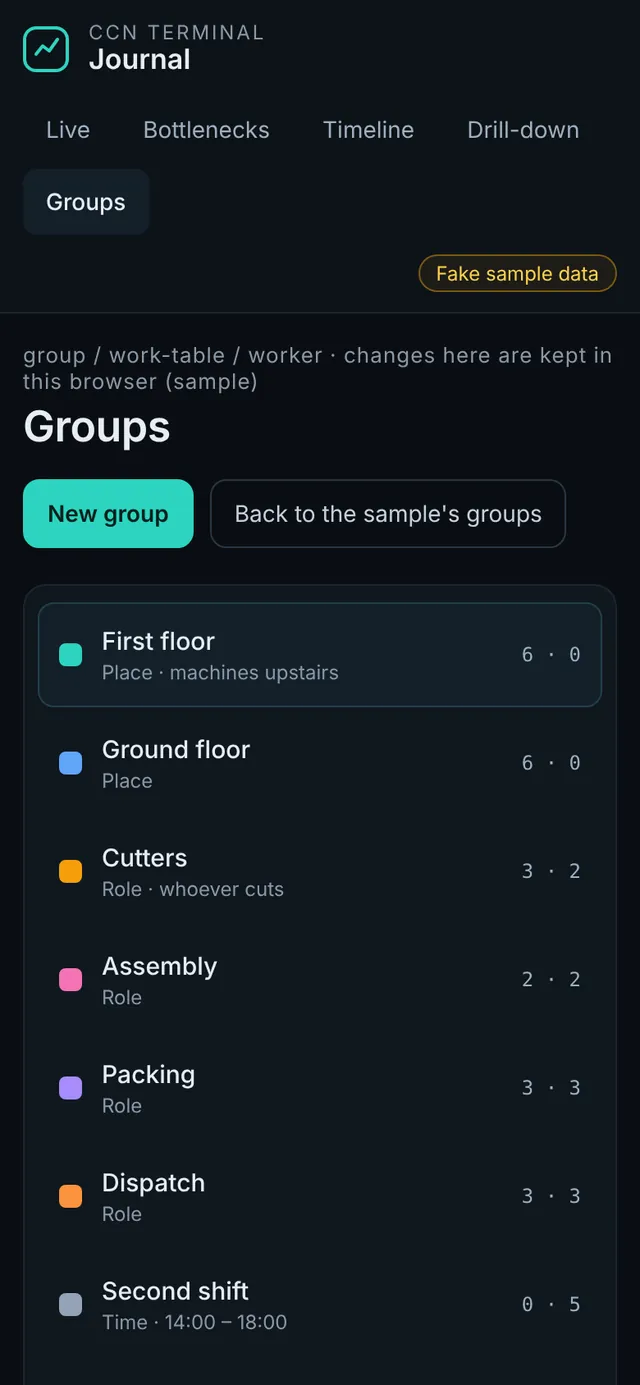 CCN TERMINAL
Journal
Live
Bottlenecks
Timeline
Drill-down
Groups
Fake sample data
group / work-table / worker · changes here are kept in
this browser (sample)
Groups
New group
Back to the sample's groups
First floor
Place · machines upstairs
6 · 0
Ground floor
Place
6 · 0
Cutters
Role · whoever cuts
3 · 2
Assembly
Role
2 · 2
Packing
Role
3 · 3
Dispatch
Role
3 · 3
Second shift
Time · 14:00 – 18:00
0 · 5